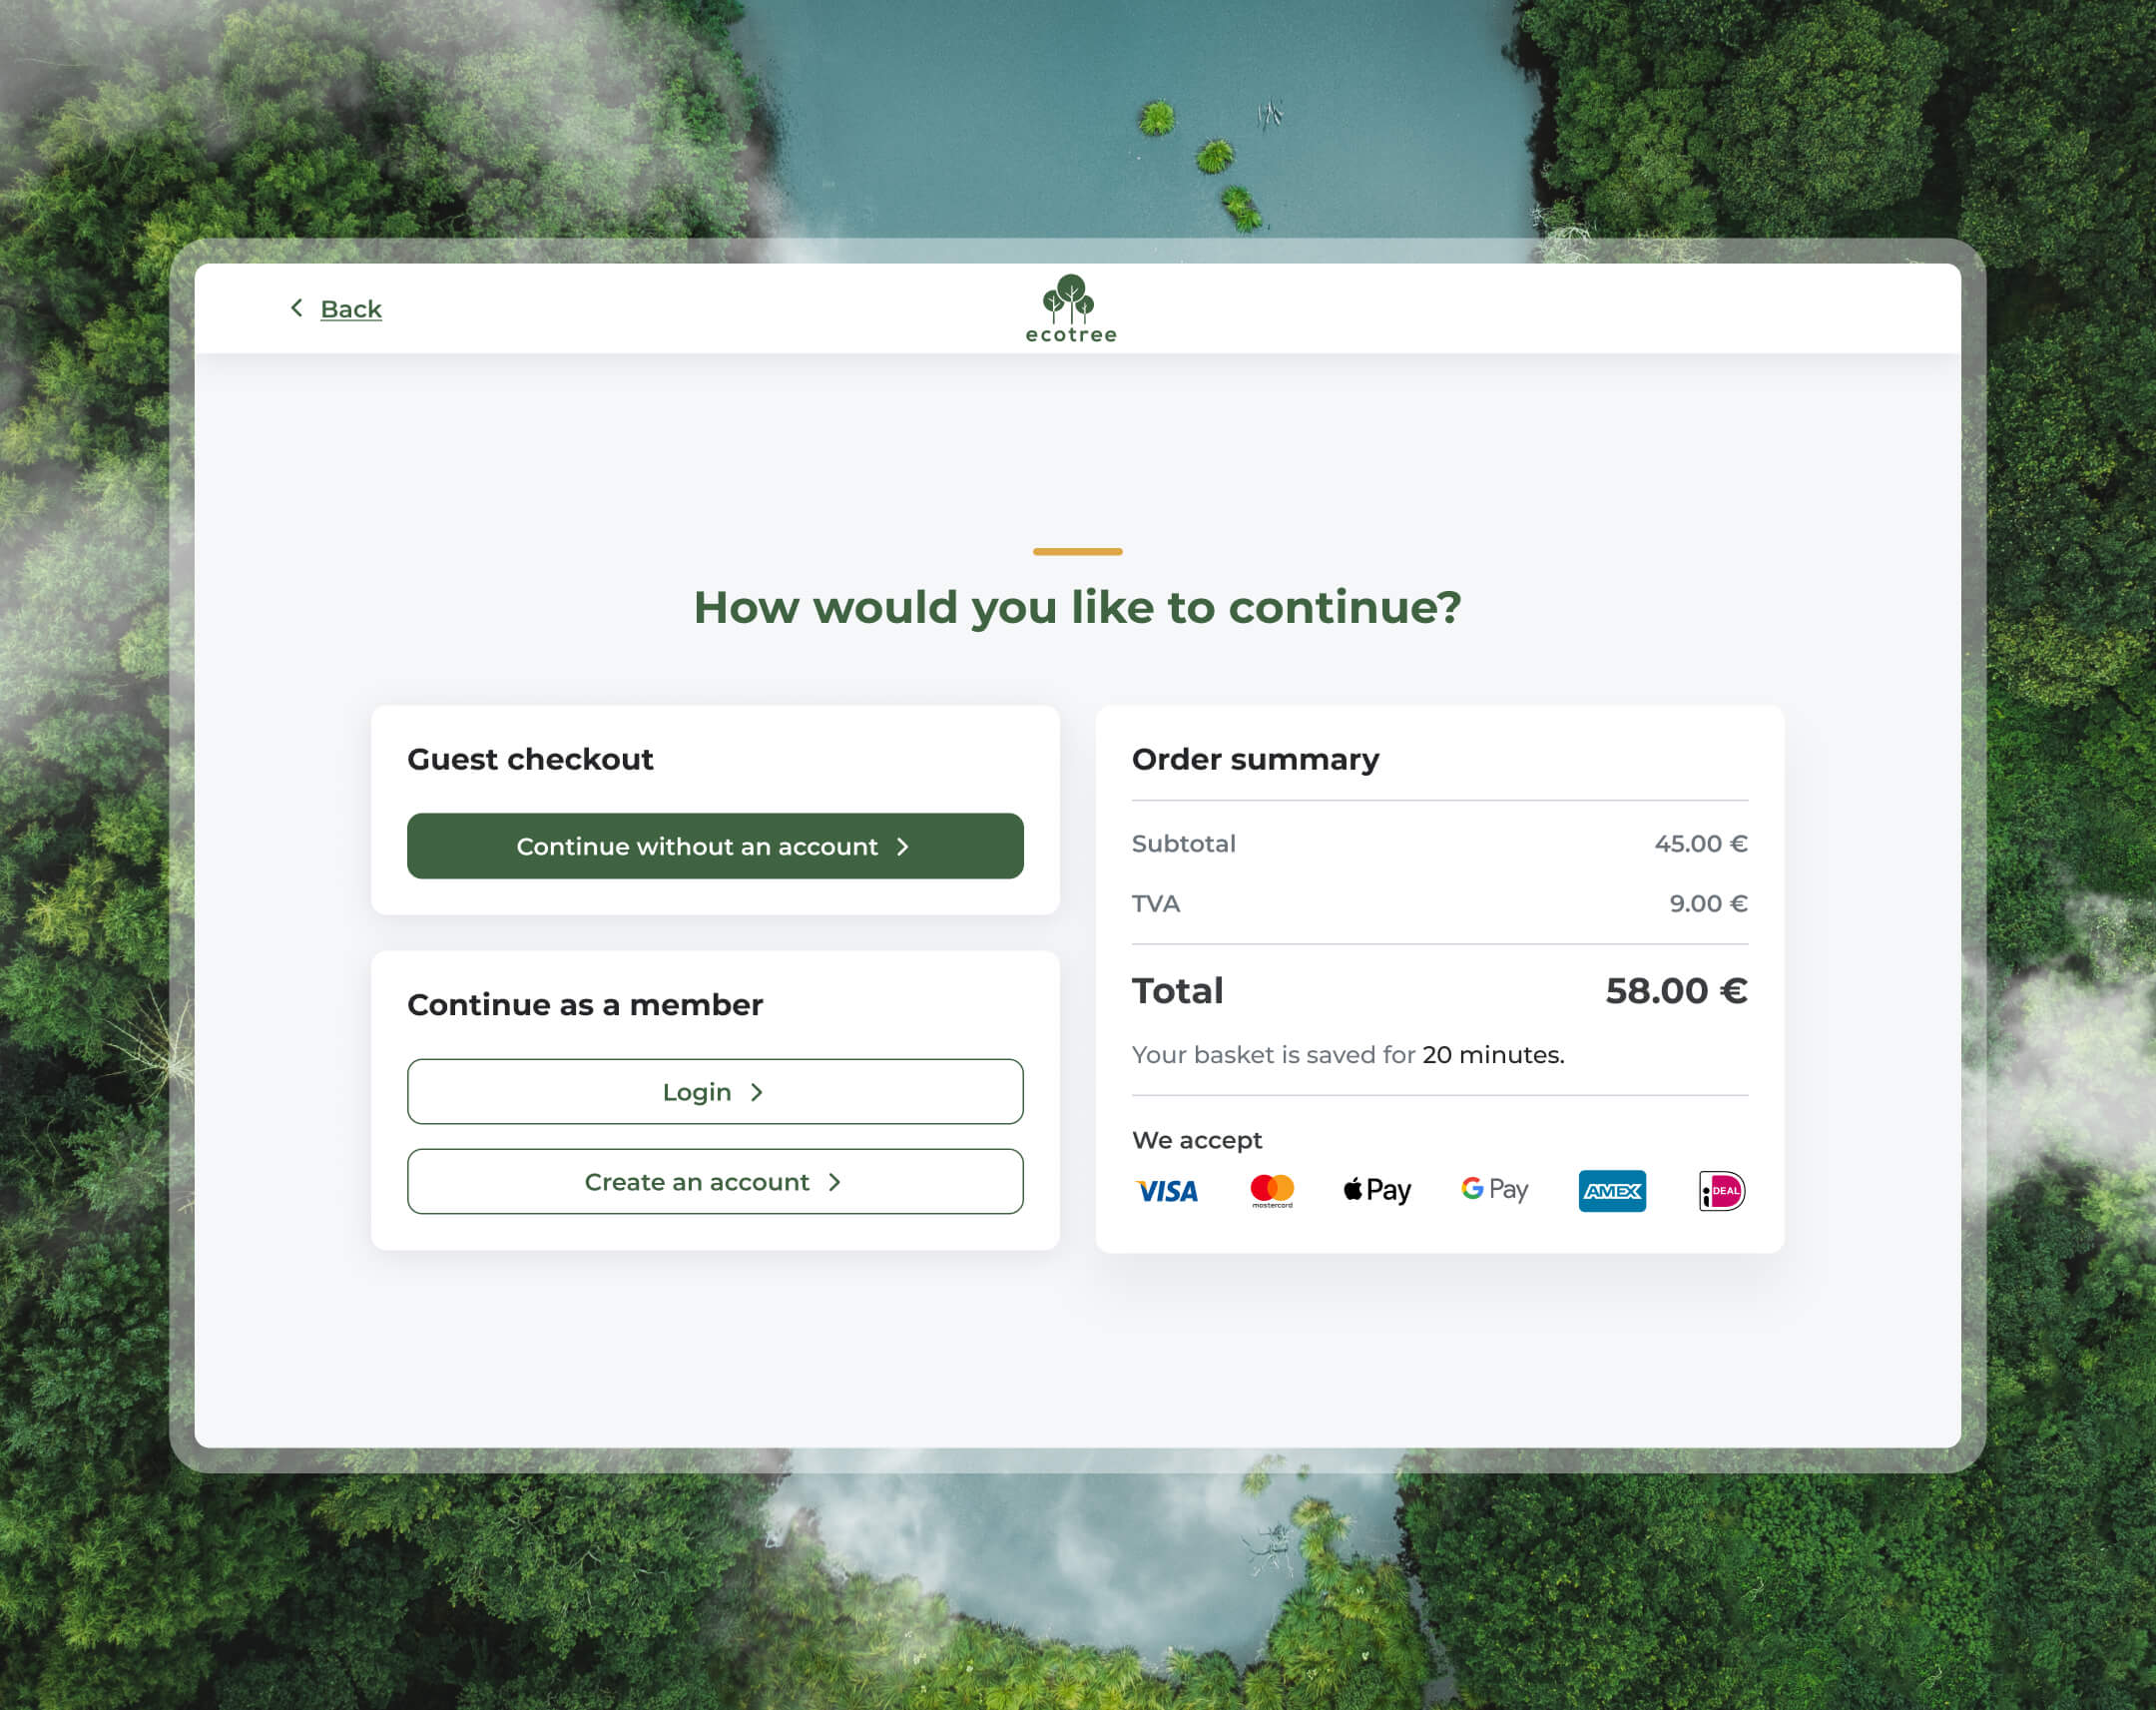 Back
ecotree
How would you like to continue?
Guest checkout
Continue without an account
Continue as a member
Login
Create an account
Order summary
Subtotal 45.00 €
TVA 9.00 €
Total 58.00 €
Your basket is saved for 20 minutes.
We accept
VISA mastercard Pay G Pay AMEX iDEAL